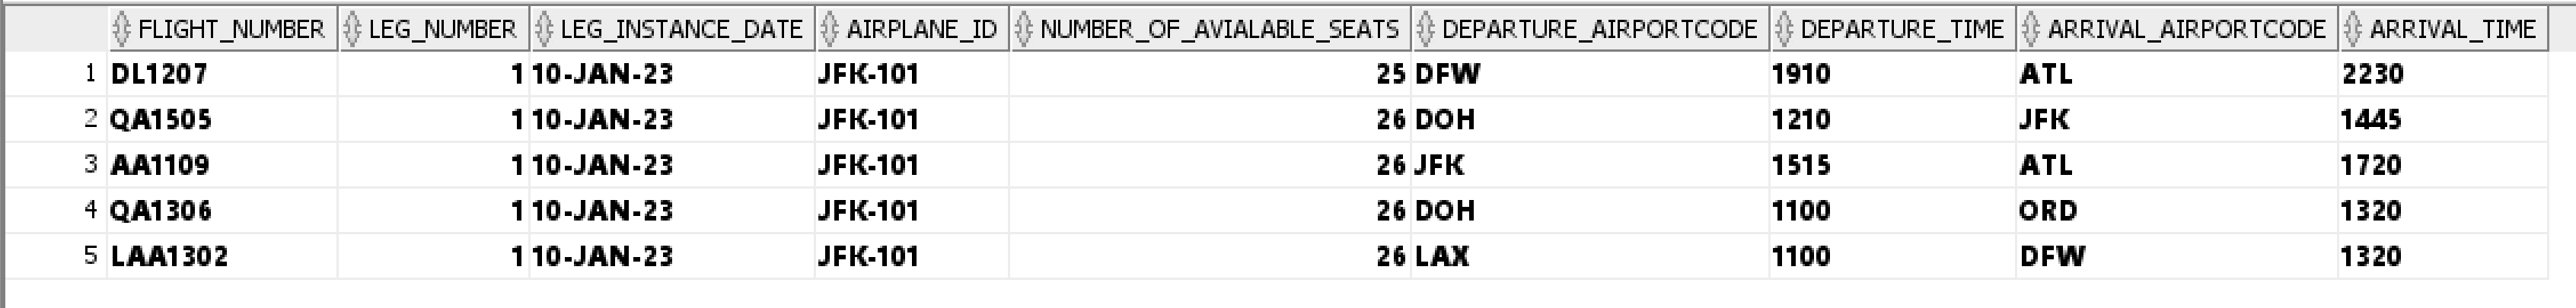 FLIGHT_NUMBER LEG_NUMBER LEG_INSTANCE_DATE AIRPLANE_ID NUMBER_OF_AVIALABLE_SEATS DEPARTURE_AIRPORTCODE DEPARTURE_TIME ARRIVAL_AIRPORTCODE ARRIVAL_TIME
1 DL1207 1 10-JAN-23 JFK-101 25 DFW 1910 ATL 2230
2 QA1505 1 10-JAN-23 JFK-101 26 DOH 1210 JFK 1445
3 AA1109 1 10-JAN-23 JFK-101 26 JFK 1515 ATL 1720
4 QA1306 1 10-JAN-23 JFK-101 26 DOH 1100 ORD 1320
5 LAA1302 1 10-JAN-23 JFK-101 26 LAX 1100 DFW 1320